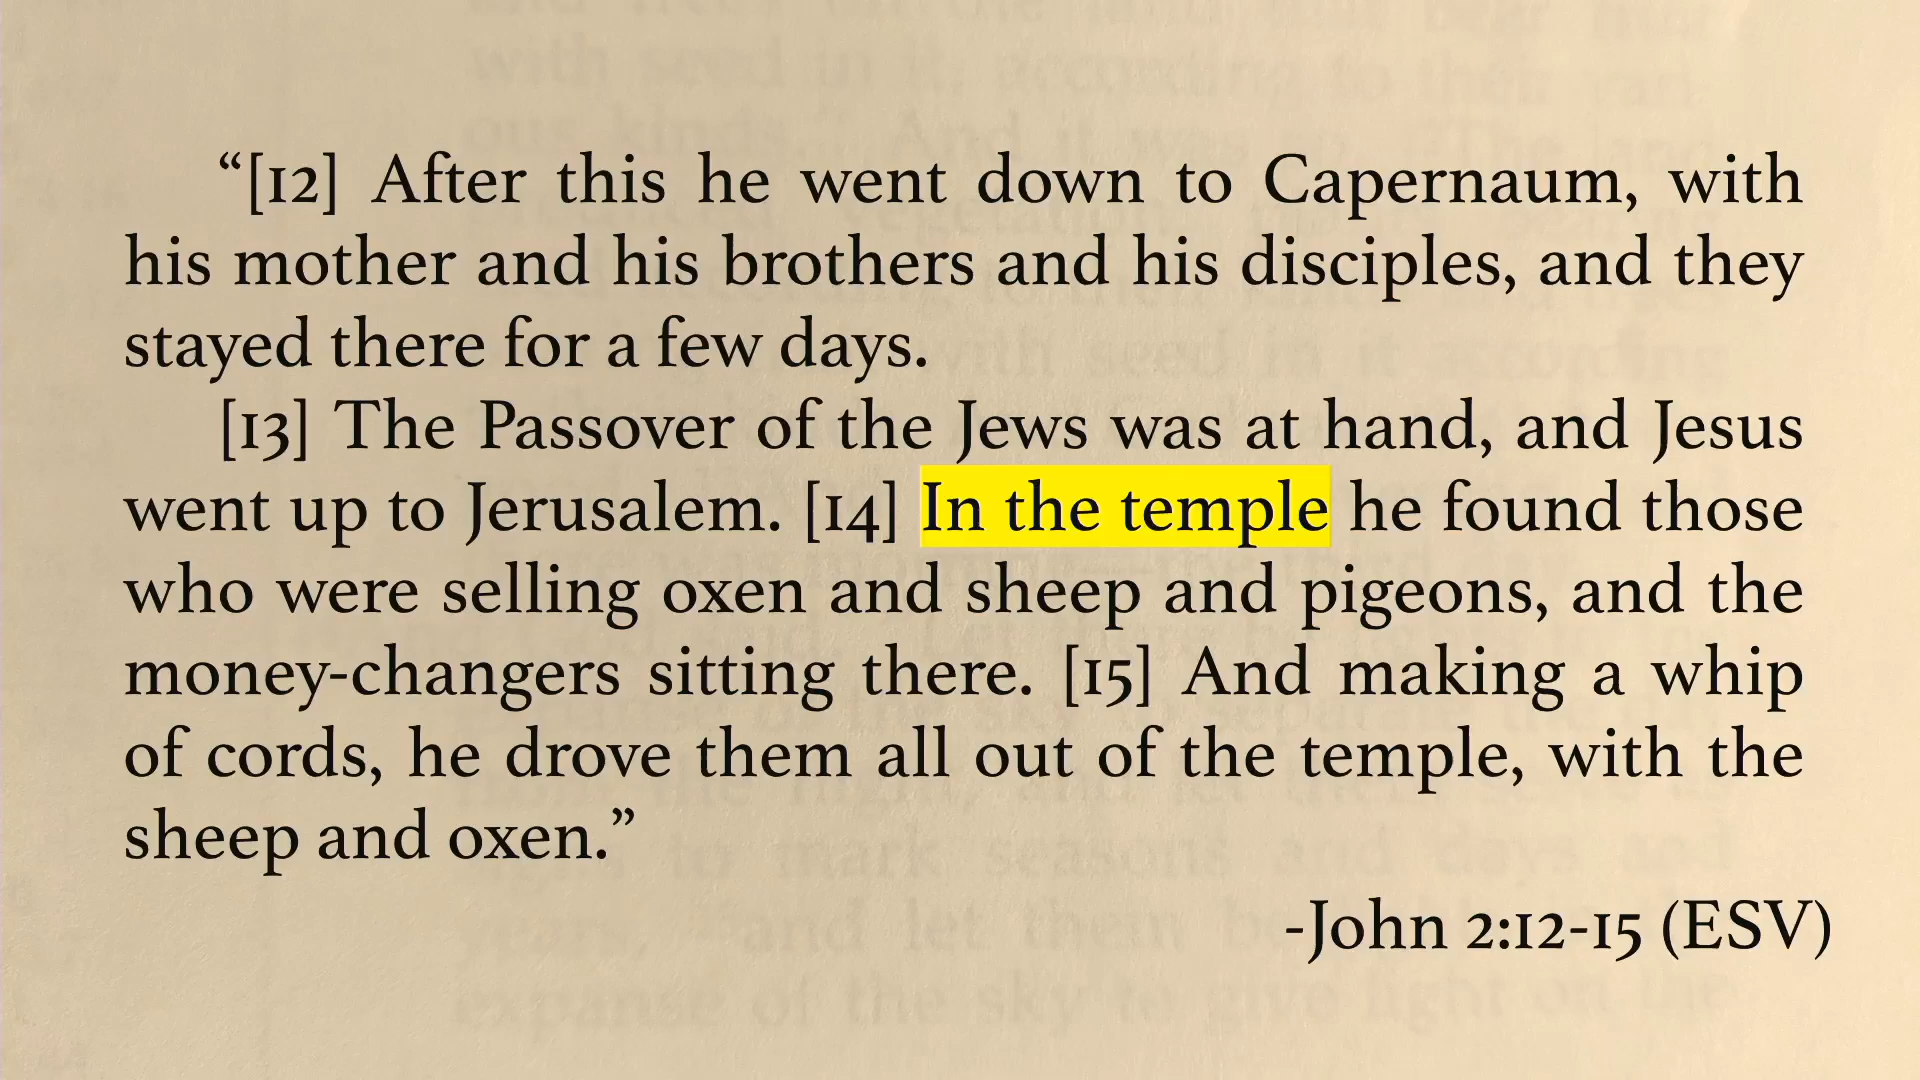 “[12] After this he went down to Capernaum, with
his mother and his brothers and his disciples, and they
stayed there for a few days.
[13] The Passover of the Jews was at hand, and Jesus
went up to Jerusalem. [14] In the temple he found those
who were selling oxen and sheep and pigeons, and the
money-changers sitting there. [15] And making a whip
of cords, he drove them all out of the temple, with the
sheep and oxen.”
-John 2:12-15 (ESV)